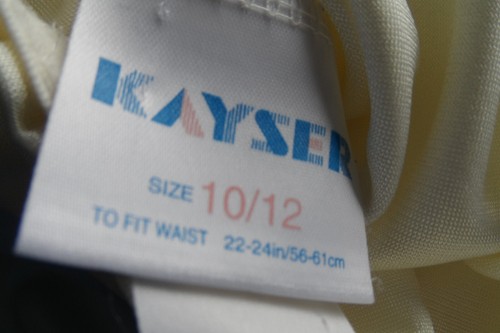 KAYSER
SIZE 10/12
TO FIT WAIST 22-24in/56-61cm